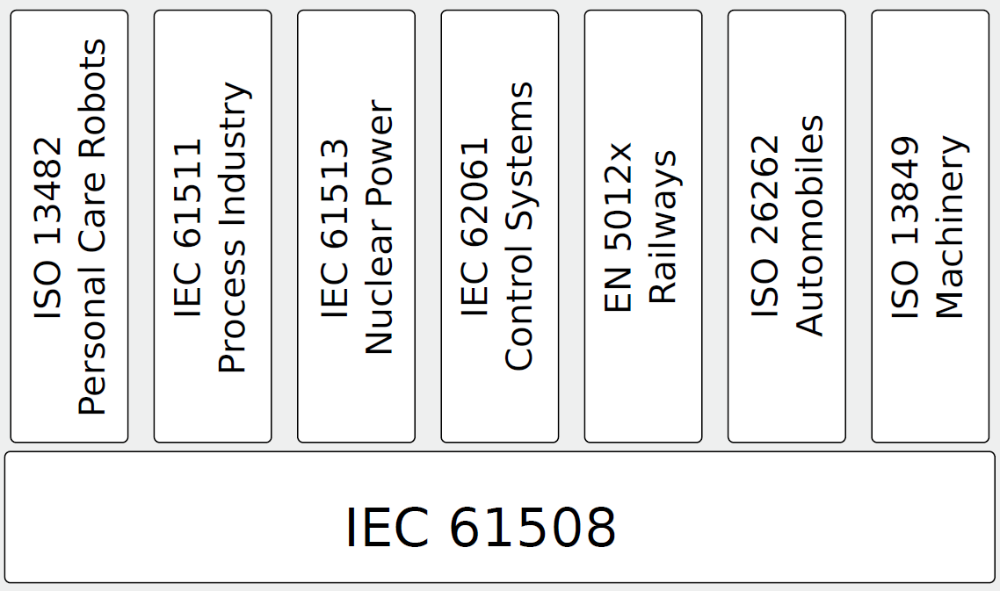 ISO 13482
Personal Care Robots
IEC 61511
Process Industry
IEC 61513
Nuclear Power
IEC 62061
Control Systems
EN 5012x
Railways
ISO 26262
Automobiles
ISO 13849
Machinery
IEC 61508